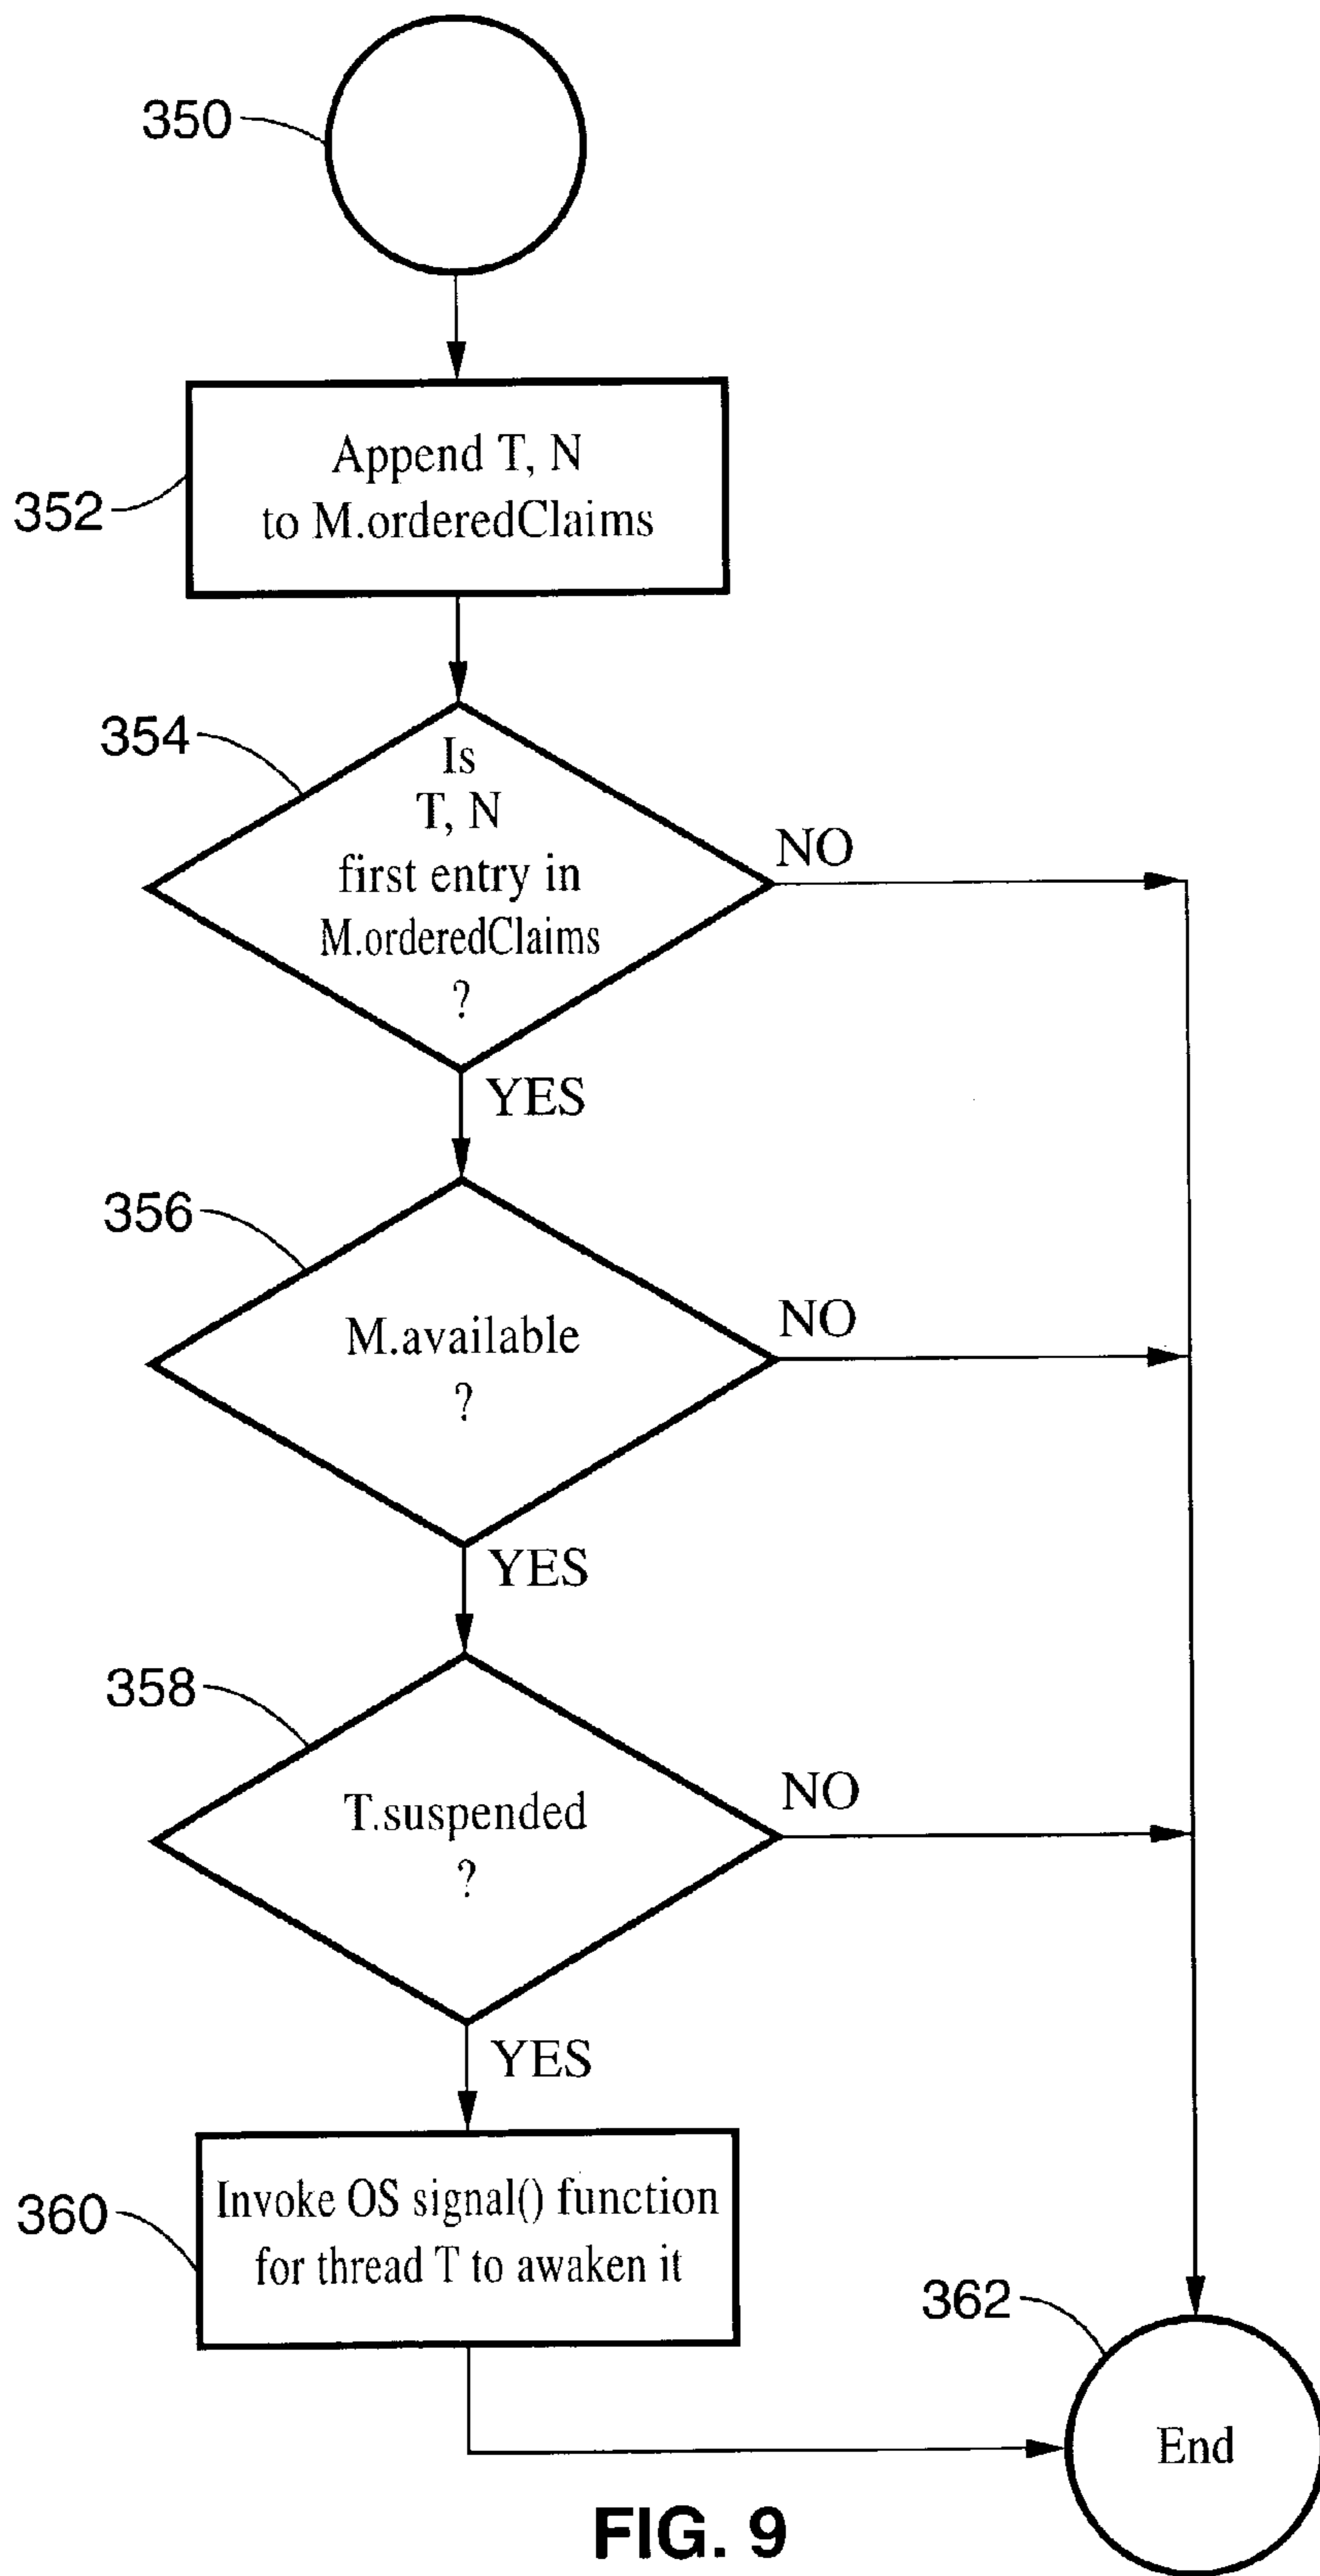 350
352
Append T, N
to M.orderedClaims
354
Is
T, N
first entry in
M.orderedClaims
?
NO
YES
356
M.available
?
NO
YES
358
T.suspended
?
NO
YES
360
Invoke OS signal() function
for thread T to awaken it
362
End
FIG. 9